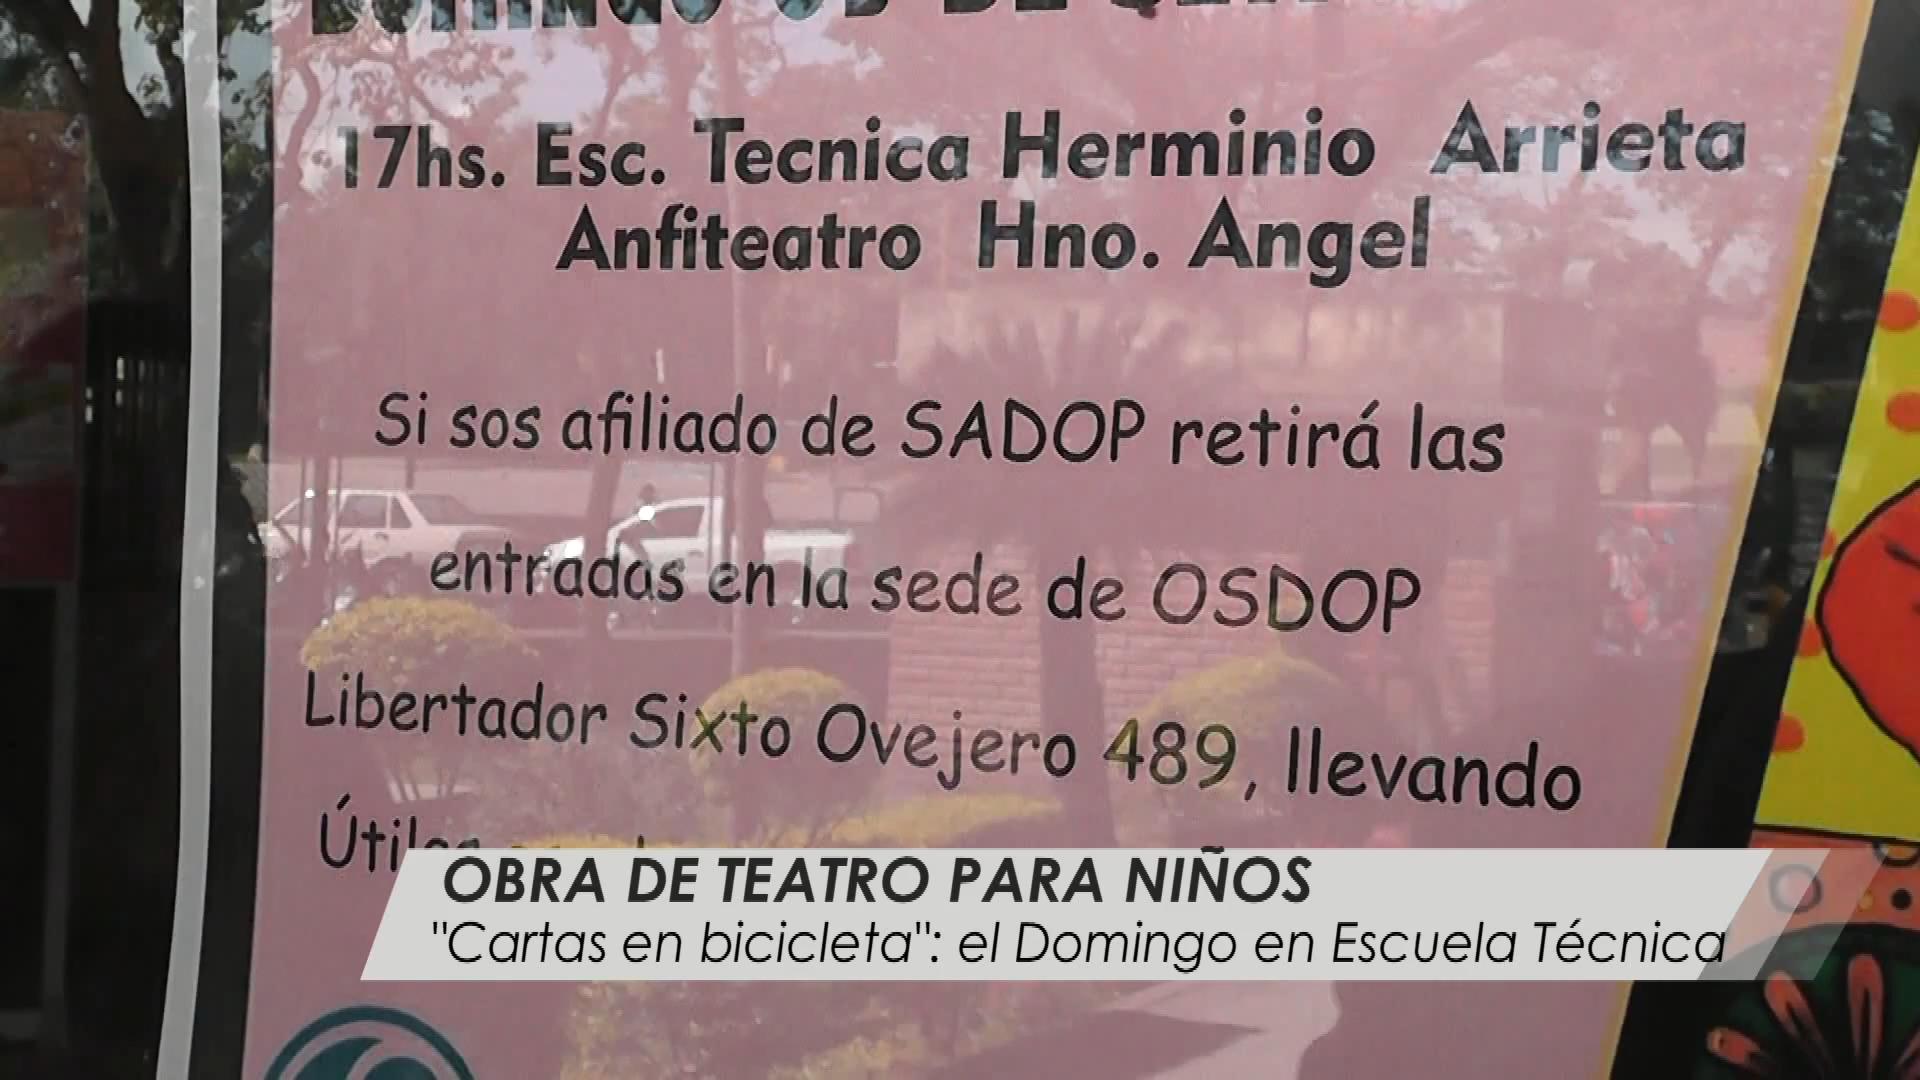 DOMINGO
17hs. Esc. Tecnica Herminio Arrieta
Anfiteatro Hno. Angel
Si sos afiliado de SADOP retirá las
entradas en la sede de OSDOP
Libertador Sixto Ovejero 489, llevando
OBRA DE TEATRO PARA NIÑOS
"Cartas en bicicleta": el Domingo en Escuela Técnica